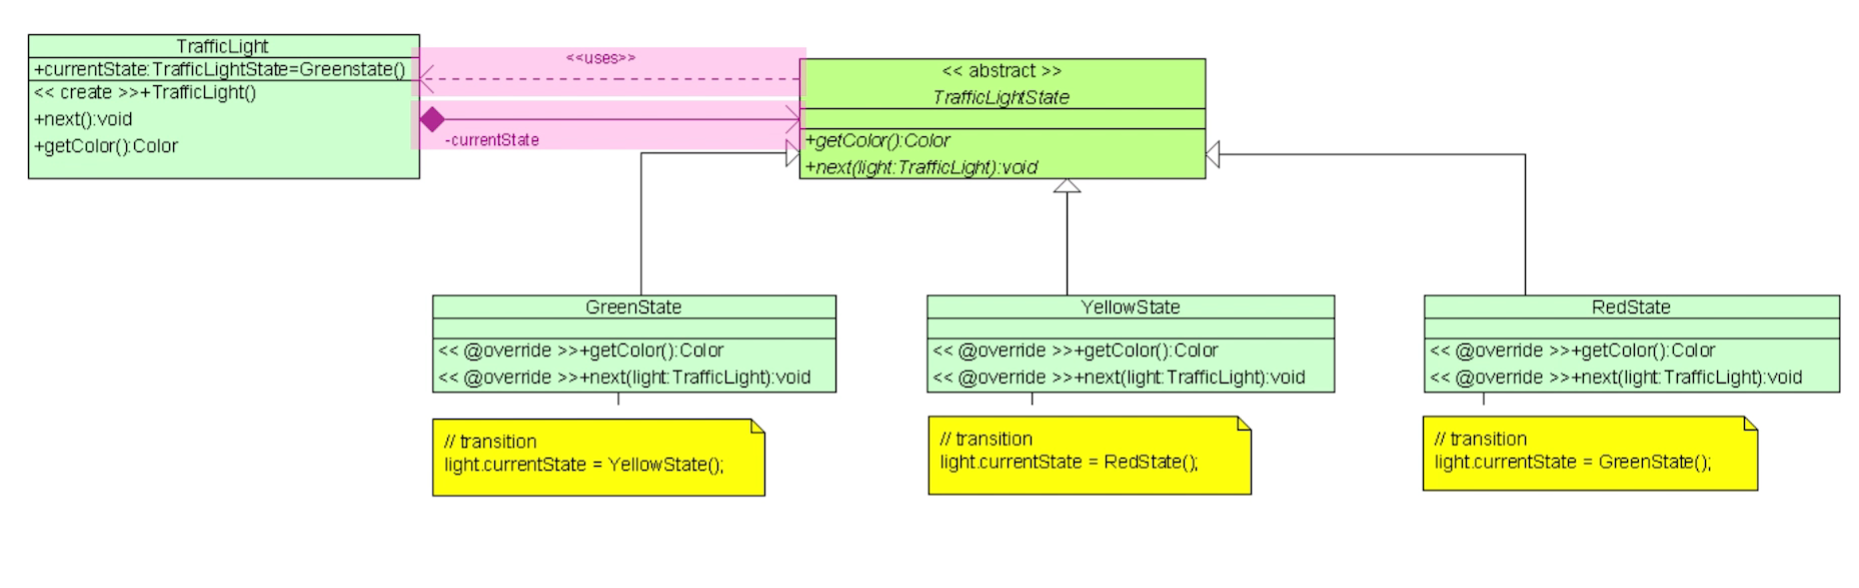 TrafficLight
+currentState:TrafficLightState=Greenstate()
<< create >>+TrafficLight()
+next():void
+getColor():Color
<<uses>>
-currentState
<< abstract >>
TrafficLightState
+getColor():Color
+next(light:TrafficLight):void
GreenState
<< @override >>+getColor():Color
<< @override >>+next(light:TrafficLight):void
// transition
light.currentState = YellowState();
YellowState
<< @override >>+getColor():Color
<< @override >>+next(light:TrafficLight):void
// transition
light.currentState = RedState();
RedState
<< @override >>+getColor():Color
<< @override >>+next(light:TrafficLight):void
// transition
light.currentState = GreenState();